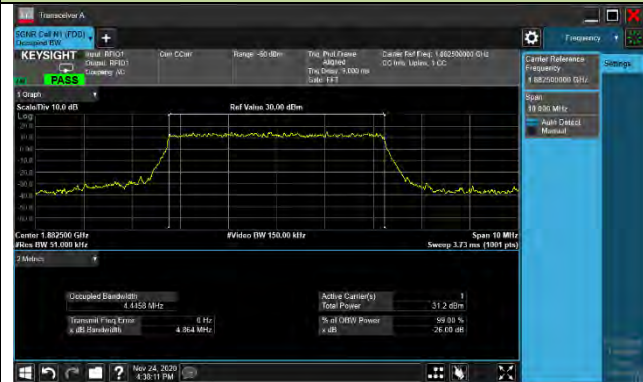 Transceiver A
5GNR Cell N1 (FDD)
Occupied BW
Frequency
KEYSIGHT
Input: RFIO1
Output: RFIO1
Coupling: AC
PASS
Corr CCorr
Trig: Prd Frame
Aligned
Trig Delay: 9.000 ms
Gate: FFT
Carrier Ref Freq: 1.882500000 GHz
CC Info: Uplink, 1 CC
Carrier Reference
Frequency
1.882500000 GHz
Settings
Span
10.000 MHz
Auto Detect
Manual
1 Graph
Scale/Div 10.0 dB
Ref Value 30.00 dBm
Log
Center 1.882500 GHz
#Video BW 150.00 kHz
Span 10 MHz
#Res BW 51.000 kHz
Sweep 3.73 ms (1001 pts)
2 Metrics
Occupied Bandwidth
4.4458 MHz
Active Carrier(s) 1
Total Power 31.2 dBm
Transmit Freq Error 0 Hz
x dB Bandwidth 4.864 MHz
% of OBW Power 99.00 %
x dB -26.00 dB
?
Nov 24, 2020
4:38:11 PM